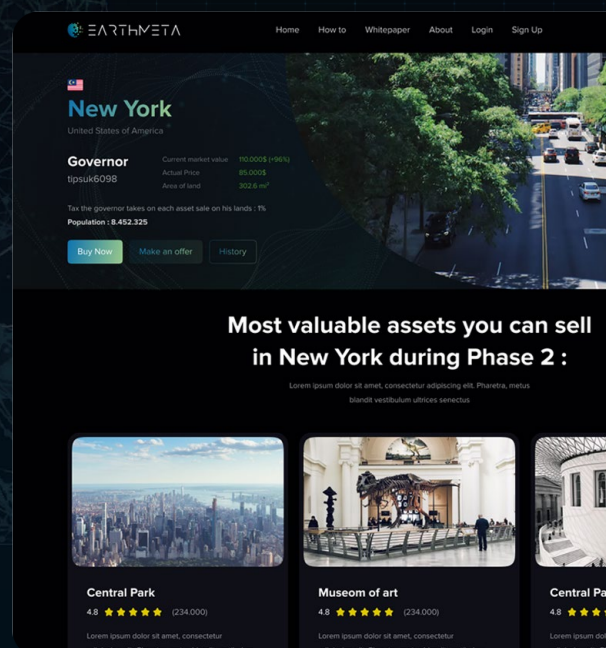 EARTHMETA
Home How to Whitepaper About Login Sign Up
New York
United States of America
Governor
tipsuk6098
Current market value 110.000$ (+96%)
Actual Price 85.000$
Area of land 302.6 m²
Tax the governor takes on each asset sale on his lands : 1%
Population : 8.452.325
Buy Now Make an offer History
Most valuable assets you can sell
in New York during Phase 2 :
Lorem ipsum dolor sit amet, consectetur adipiscing elit. Pharetra, metus
blandit vestibulum ultrices senectus
Central Park
4.8 (234.000)
Lorem ipsum dolor sit amet, consectetur
Museom of art
4.8 (234.000)
Lorem ipsum dolor sit amet, consectetur
Central Pa
4.8
Lorem ipsum dol